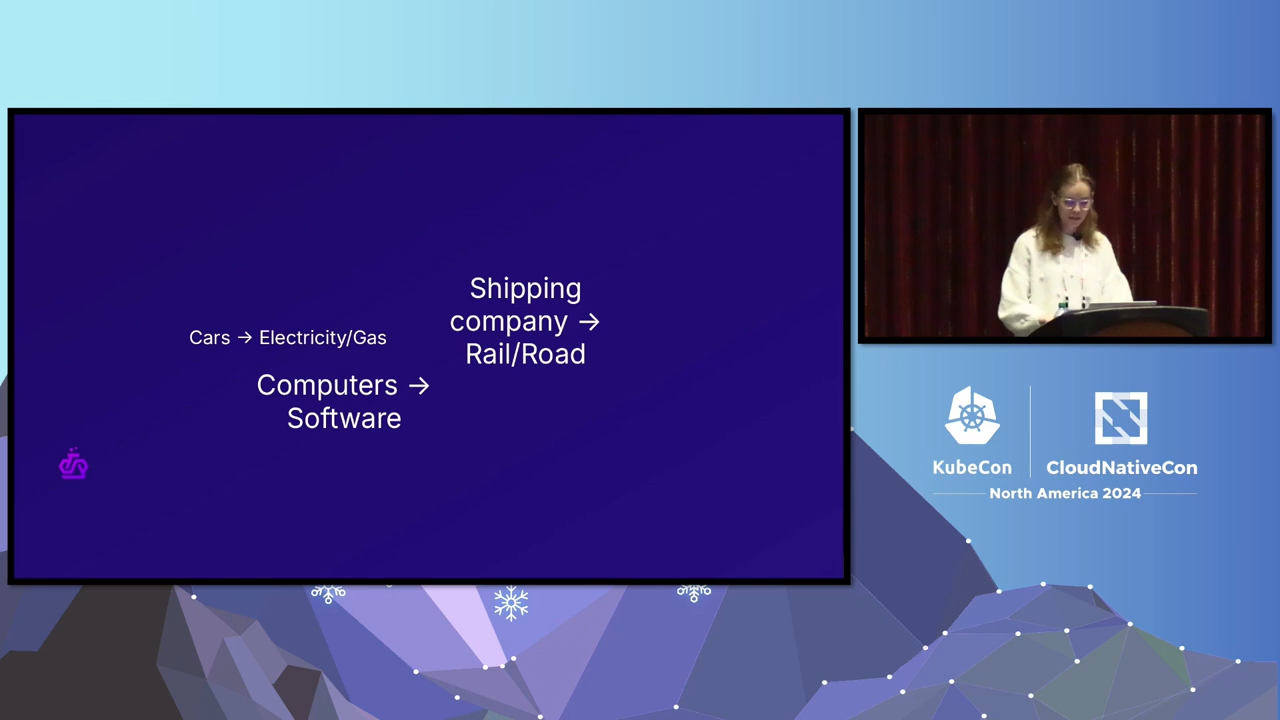 Cars → Electricity/Gas
Computers →
Software
Shipping
company →
Rail/Road
KubeCon
CloudNativeCon
North America 2024